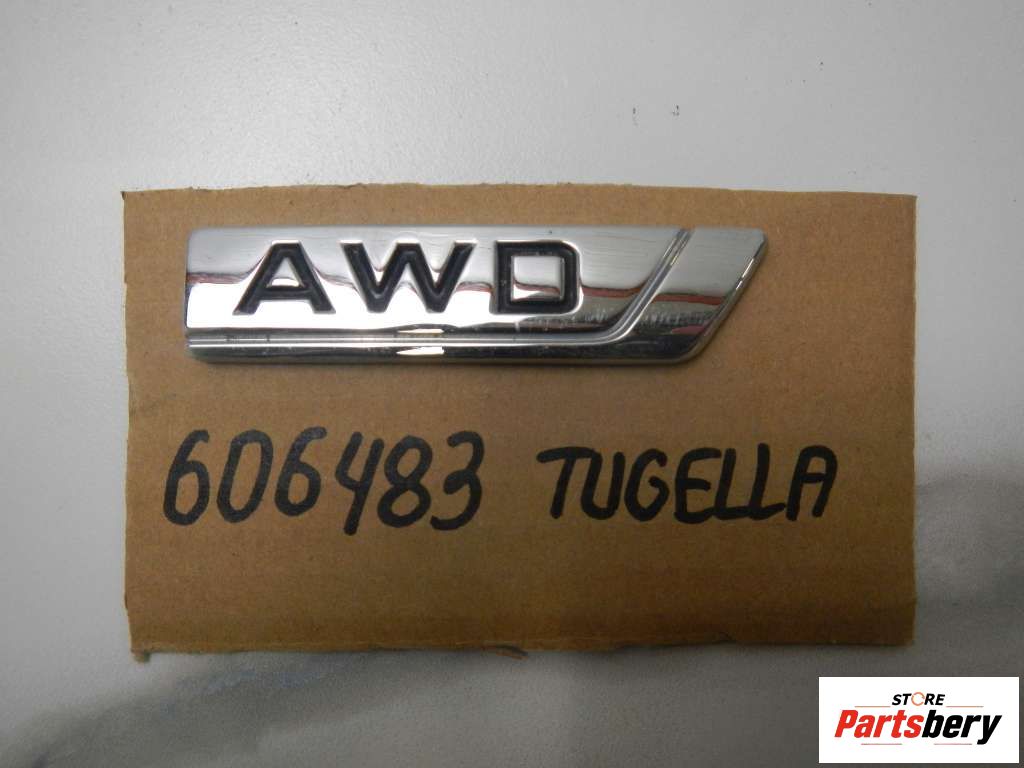 AWD
606483 TUGELLA
STORE
Partsbery